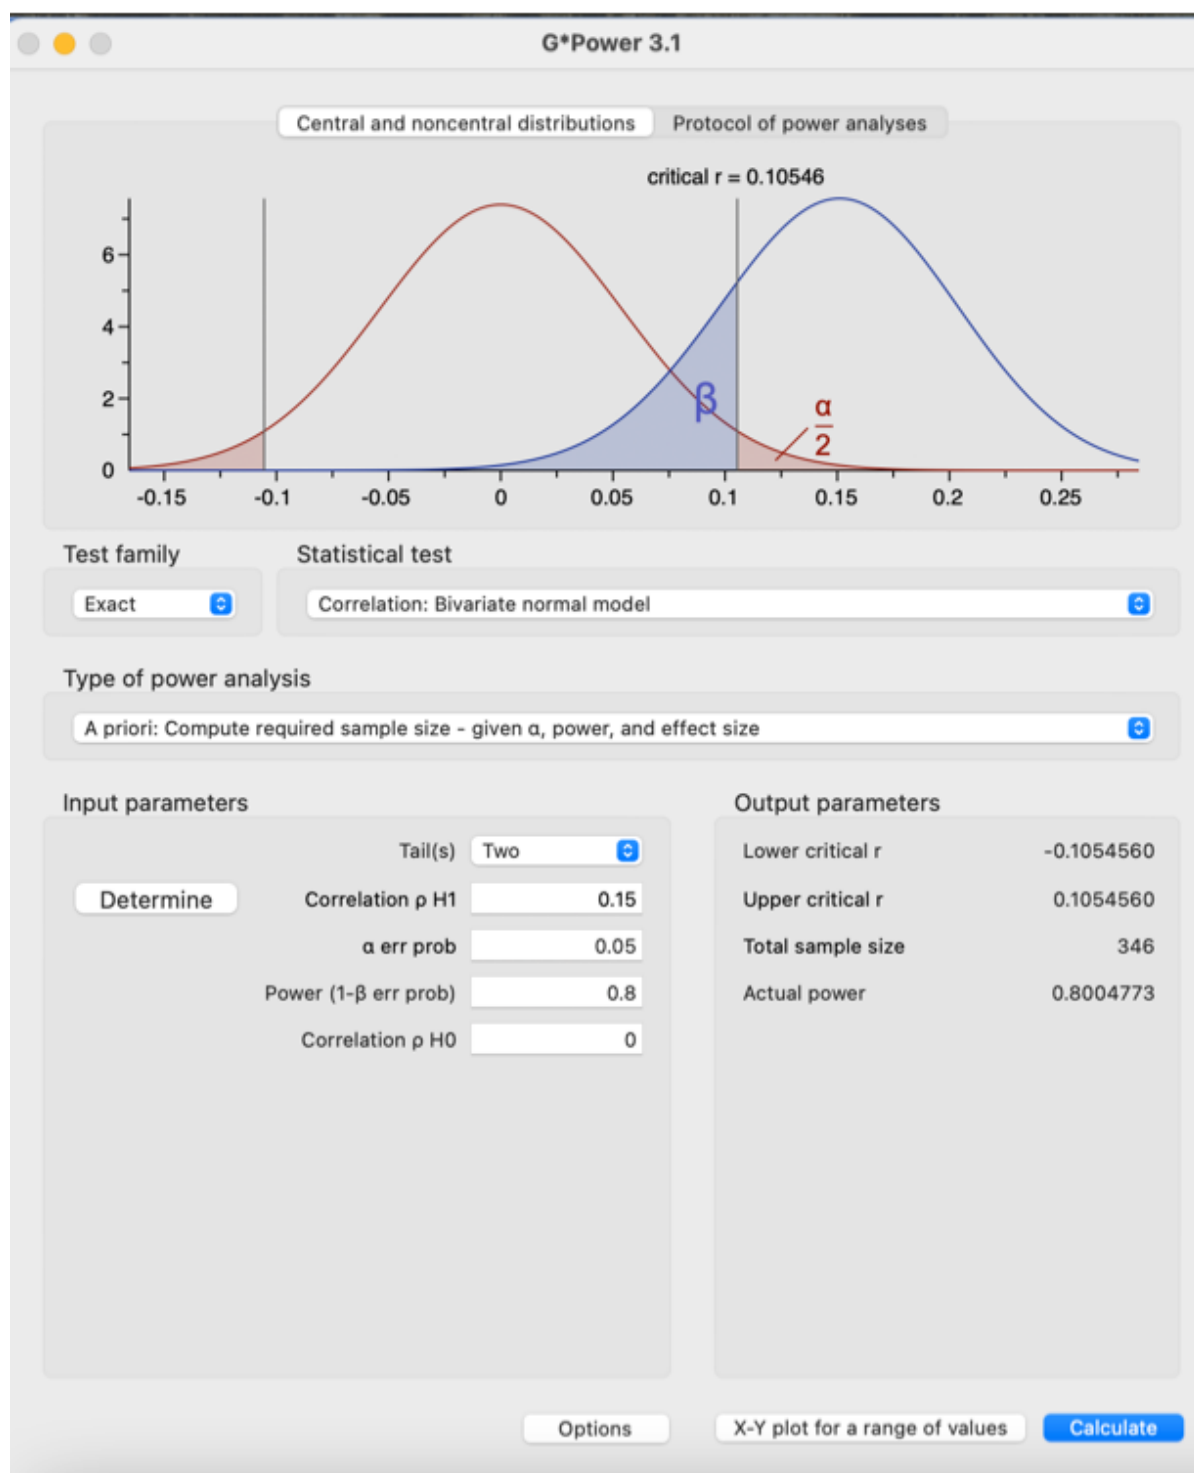 G*Power 3.1
Central and noncentral distributions Protocol of power analyses
critical r = 0.10546
6
4
2
0
β
α
2
-0.15 -0.1 -0.05 0 0.05 0.1 0.15 0.2 0.25
Test family Statistical test
Exact Correlation: Bivariate normal model
Type of power analysis
A priori: Compute required sample size - given α, power, and effect size
Input parameters Output parameters
Tail(s) Two Lower critical r -0.1054560
Determine Correlation ρ H1 0.15 Upper critical r 0.1054560
α err prob 0.05 Total sample size 346
Power (1-β err prob) 0.8 Actual power 0.8004773
Correlation ρ H0 0
Options X-Y plot for a range of values Calculate